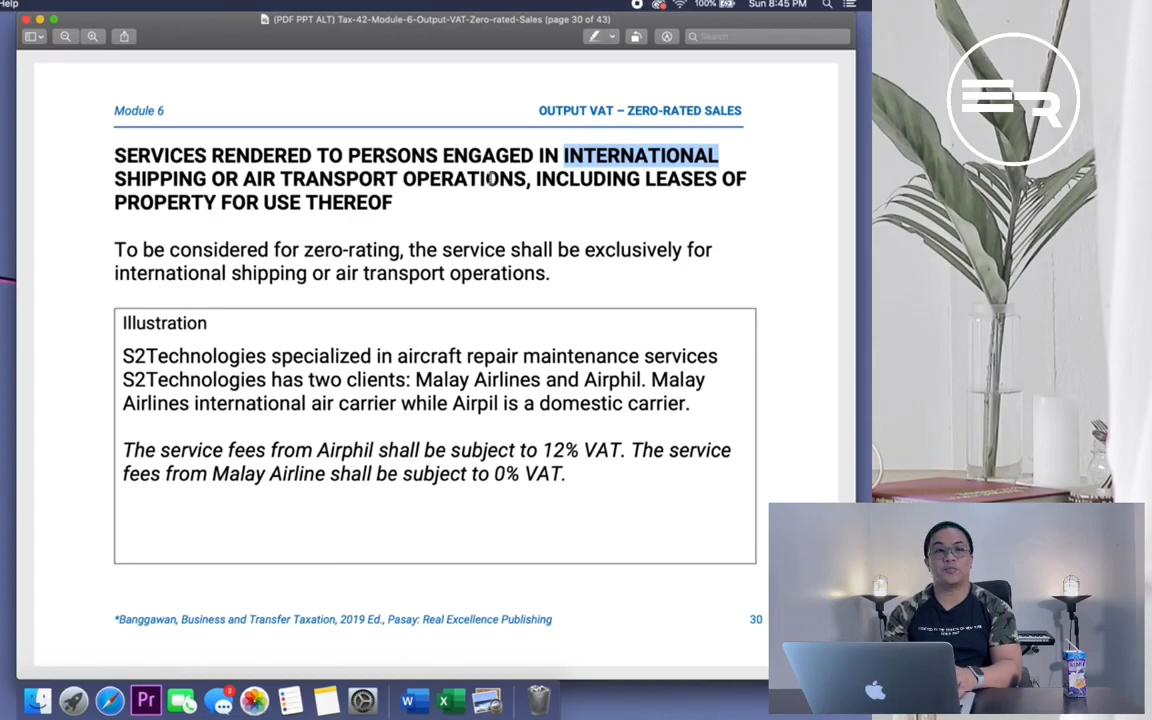 Help
100%
Sun 8:45 PM
(PDF PPT ALT) Tax-42-Module-6-Output-VAT-Zero-rated-Sales (page 30 of 43)
Search
ER
Module 6
OUTPUT VAT – ZERO-RATED SALES
SERVICES RENDERED TO PERSONS ENGAGED IN INTERNATIONAL
SHIPPING OR AIR TRANSPORT OPERATIONS, INCLUDING LEASES OF
PROPERTY FOR USE THEREOF
To be considered for zero-rating, the service shall be exclusively for
international shipping or air transport operations.
Illustration
S2Technologies specialized in aircraft repair maintenance services
S2Technologies has two clients: Malay Airlines and Airphil. Malay
Airlines international air carrier while Airpil is a domestic carrier.
The service fees from Airphil shall be subject to 12% VAT. The service
fees from Malay Airline shall be subject to 0% VAT.
*Banggawan, Business and Transfer Taxation, 2019 Ed., Pasay: Real Excellence Publishing
30
Pr
3
W
X